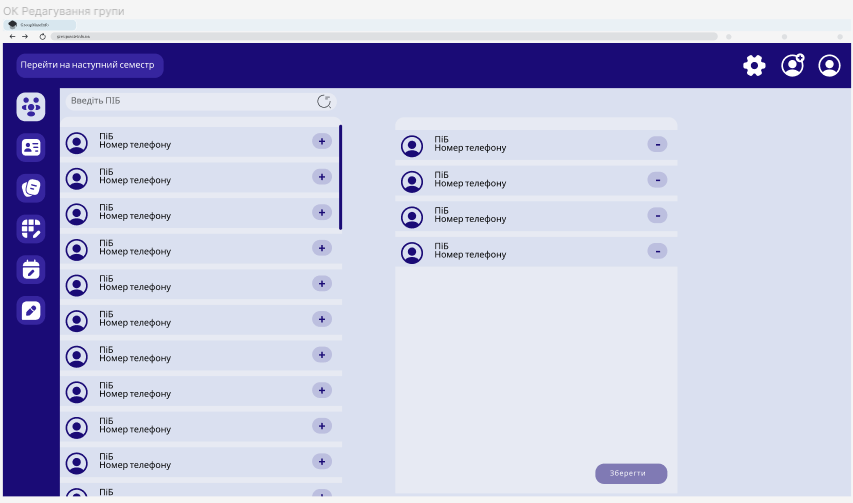 ОК Редагування групи
Перейти на наступний семестр
Введіть ПІБ
ПіБ
Номер телефону
+
ПіБ
Номер телефону
+
ПіБ
Номер телефону
+
ПіБ
Номер телефону
+
ПіБ
Номер телефону
+
ПіБ
Номер телефону
+
ПіБ
Номер телефону
+
ПіБ
Номер телефону
+
ПіБ
Номер телефону
+
ПіБ
Номер телефону
+
ПіБ
ПіБ
Номер телефону
-
ПіБ
Номер телефону
-
ПіБ
Номер телефону
-
ПіБ
Номер телефону
-
Зберегти